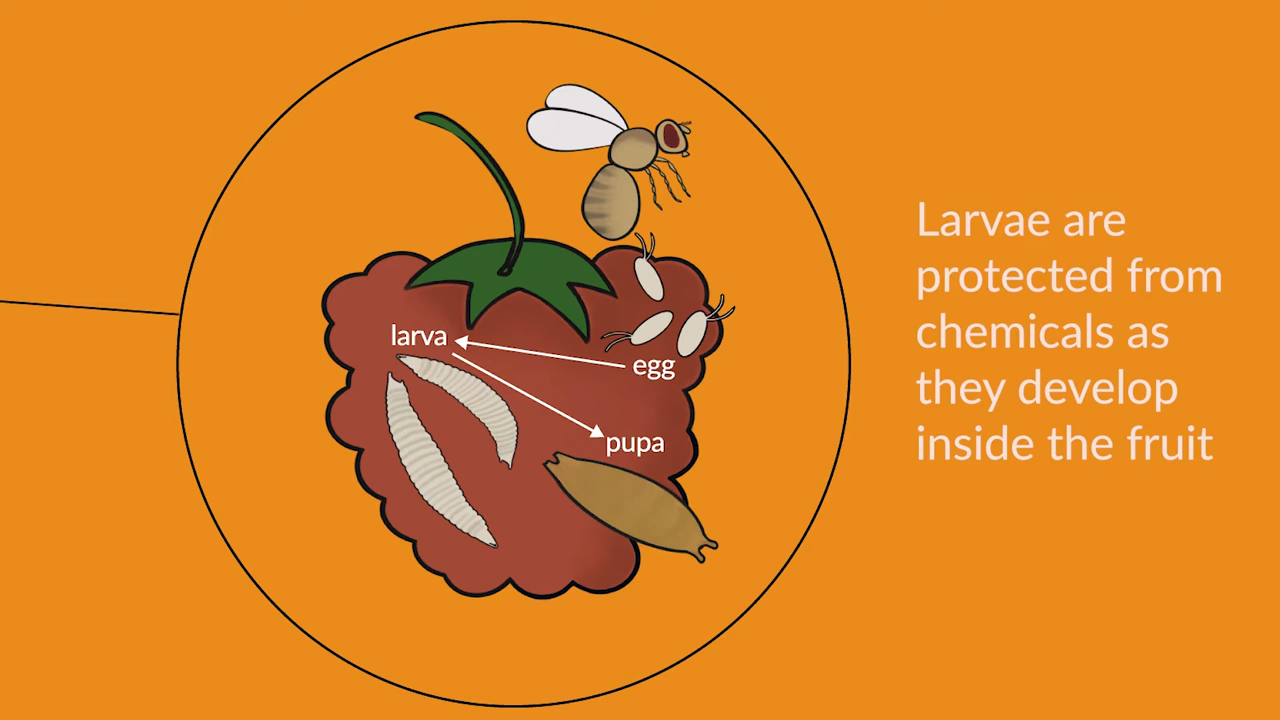 larva
egg
pupa
Larvae are
protected from
chemicals as
they develop
inside the fruit